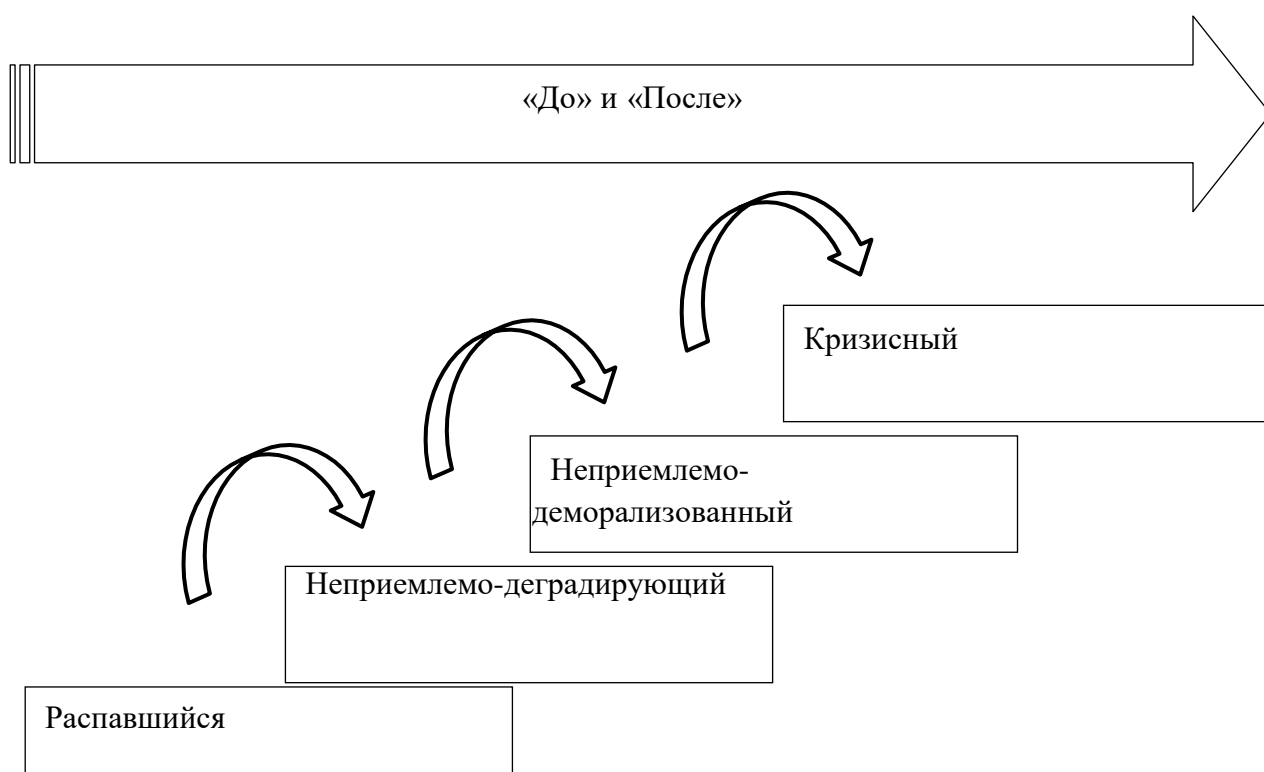 «До» и «После»
Кризисный
Неприемлемо-
деморализованный
Неприемлемо-деградирующий
Распавшийся